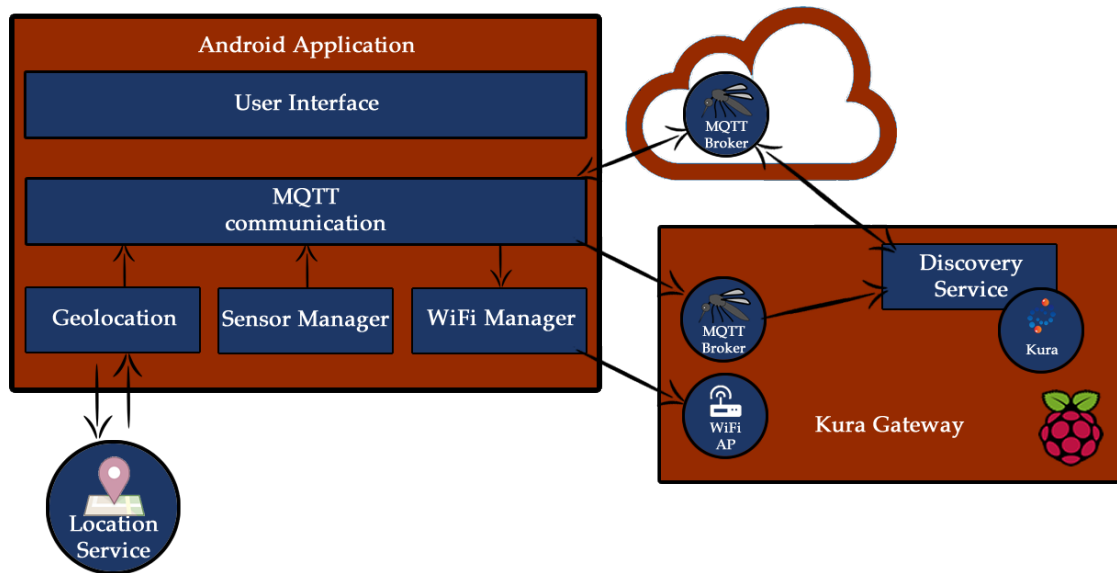 Android Application
User Interface
MQTT
communication
Geolocation
Sensor Manager
WiFi Manager
Location
Service
MQTT
Broker
Discovery
Service
Kura
MQTT
Broker
WiFi
AP
Kura Gateway